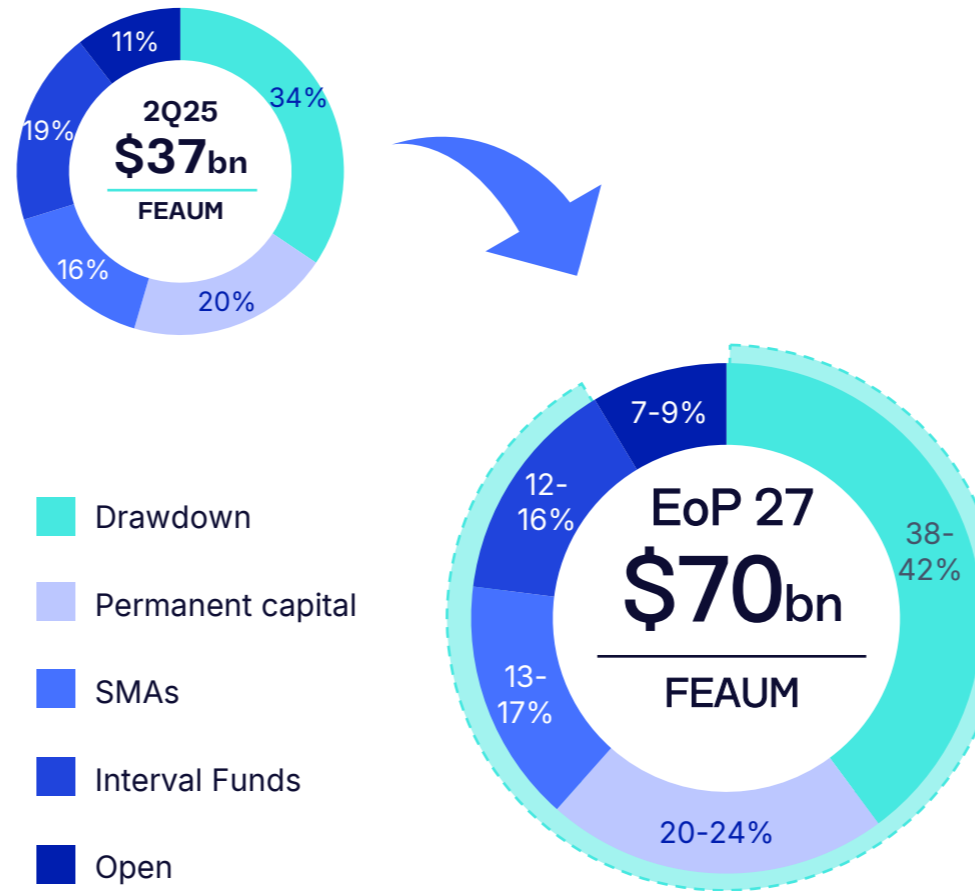 11%
34%
19%
2Q25
$37bn
FEAUM
16%
20%
7-9%
12-
16%
EoP 27
$70bn
FEAUM
38-
42%
13-
17%
20-24%
Drawdown
Permanent capital
SMAs
Interval Funds
Open